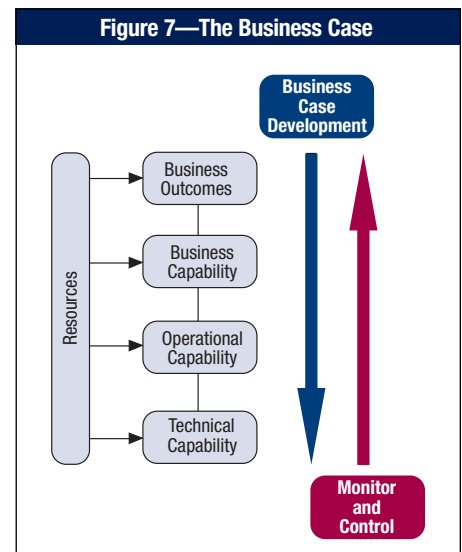 Figure 7—The Business Case
Business
Case
Development
Resources
Business
Outcomes
Business
Capability
Operational
Capability
Technical
Capability
Monitor
and
Control